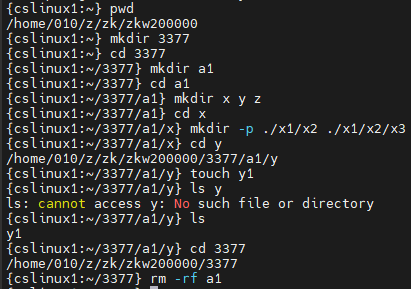 {cslinux1:~} pwd
/home/010/z/zk/zkw200000
{cslinux1:~} mkdir 3377
{cslinux1:~} cd 3377
{cslinux1:~/3377} mkdir a1
{cslinux1:~/3377} cd a1
{cslinux1:~/3377/a1} mkdir x y z
{cslinux1:~/3377/a1} cd x
{cslinux1:~/3377/a1/x} mkdir -p ./x1/x2 ./x1/x2/x3
{cslinux1:~/3377/a1/x} cd y
/home/010/z/zk/zkw200000/3377/a1/y
{cslinux1:~/3377/a1/y} touch y1
{cslinux1:~/3377/a1/y} ls y
ls: cannot access y: No such file or directory
{cslinux1:~/3377/a1/y} ls
y1
{cslinux1:~/3377/a1/y} cd 3377
/home/010/z/zk/zkw200000/3377
{cslinux1:~/3377} rm -rf a1